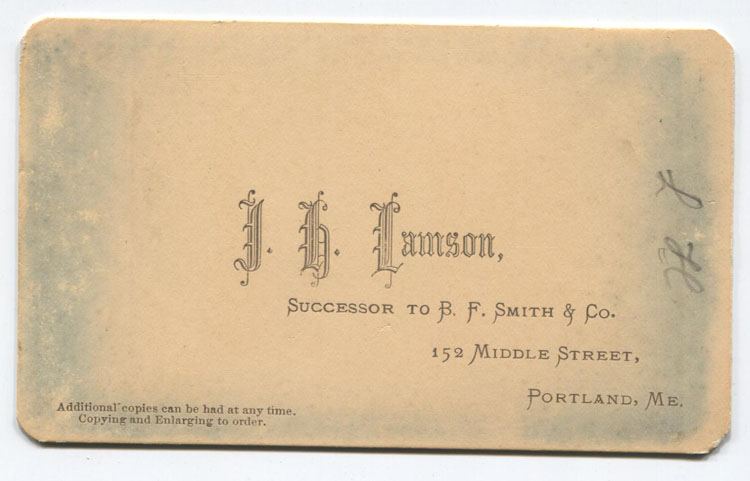 J. H. Lamson,
Successor to B. F. Smith & Co.
152 Middle Street,
Portland, Me.
Additional copies can be had at any time.
Copying and Enlarging to order.